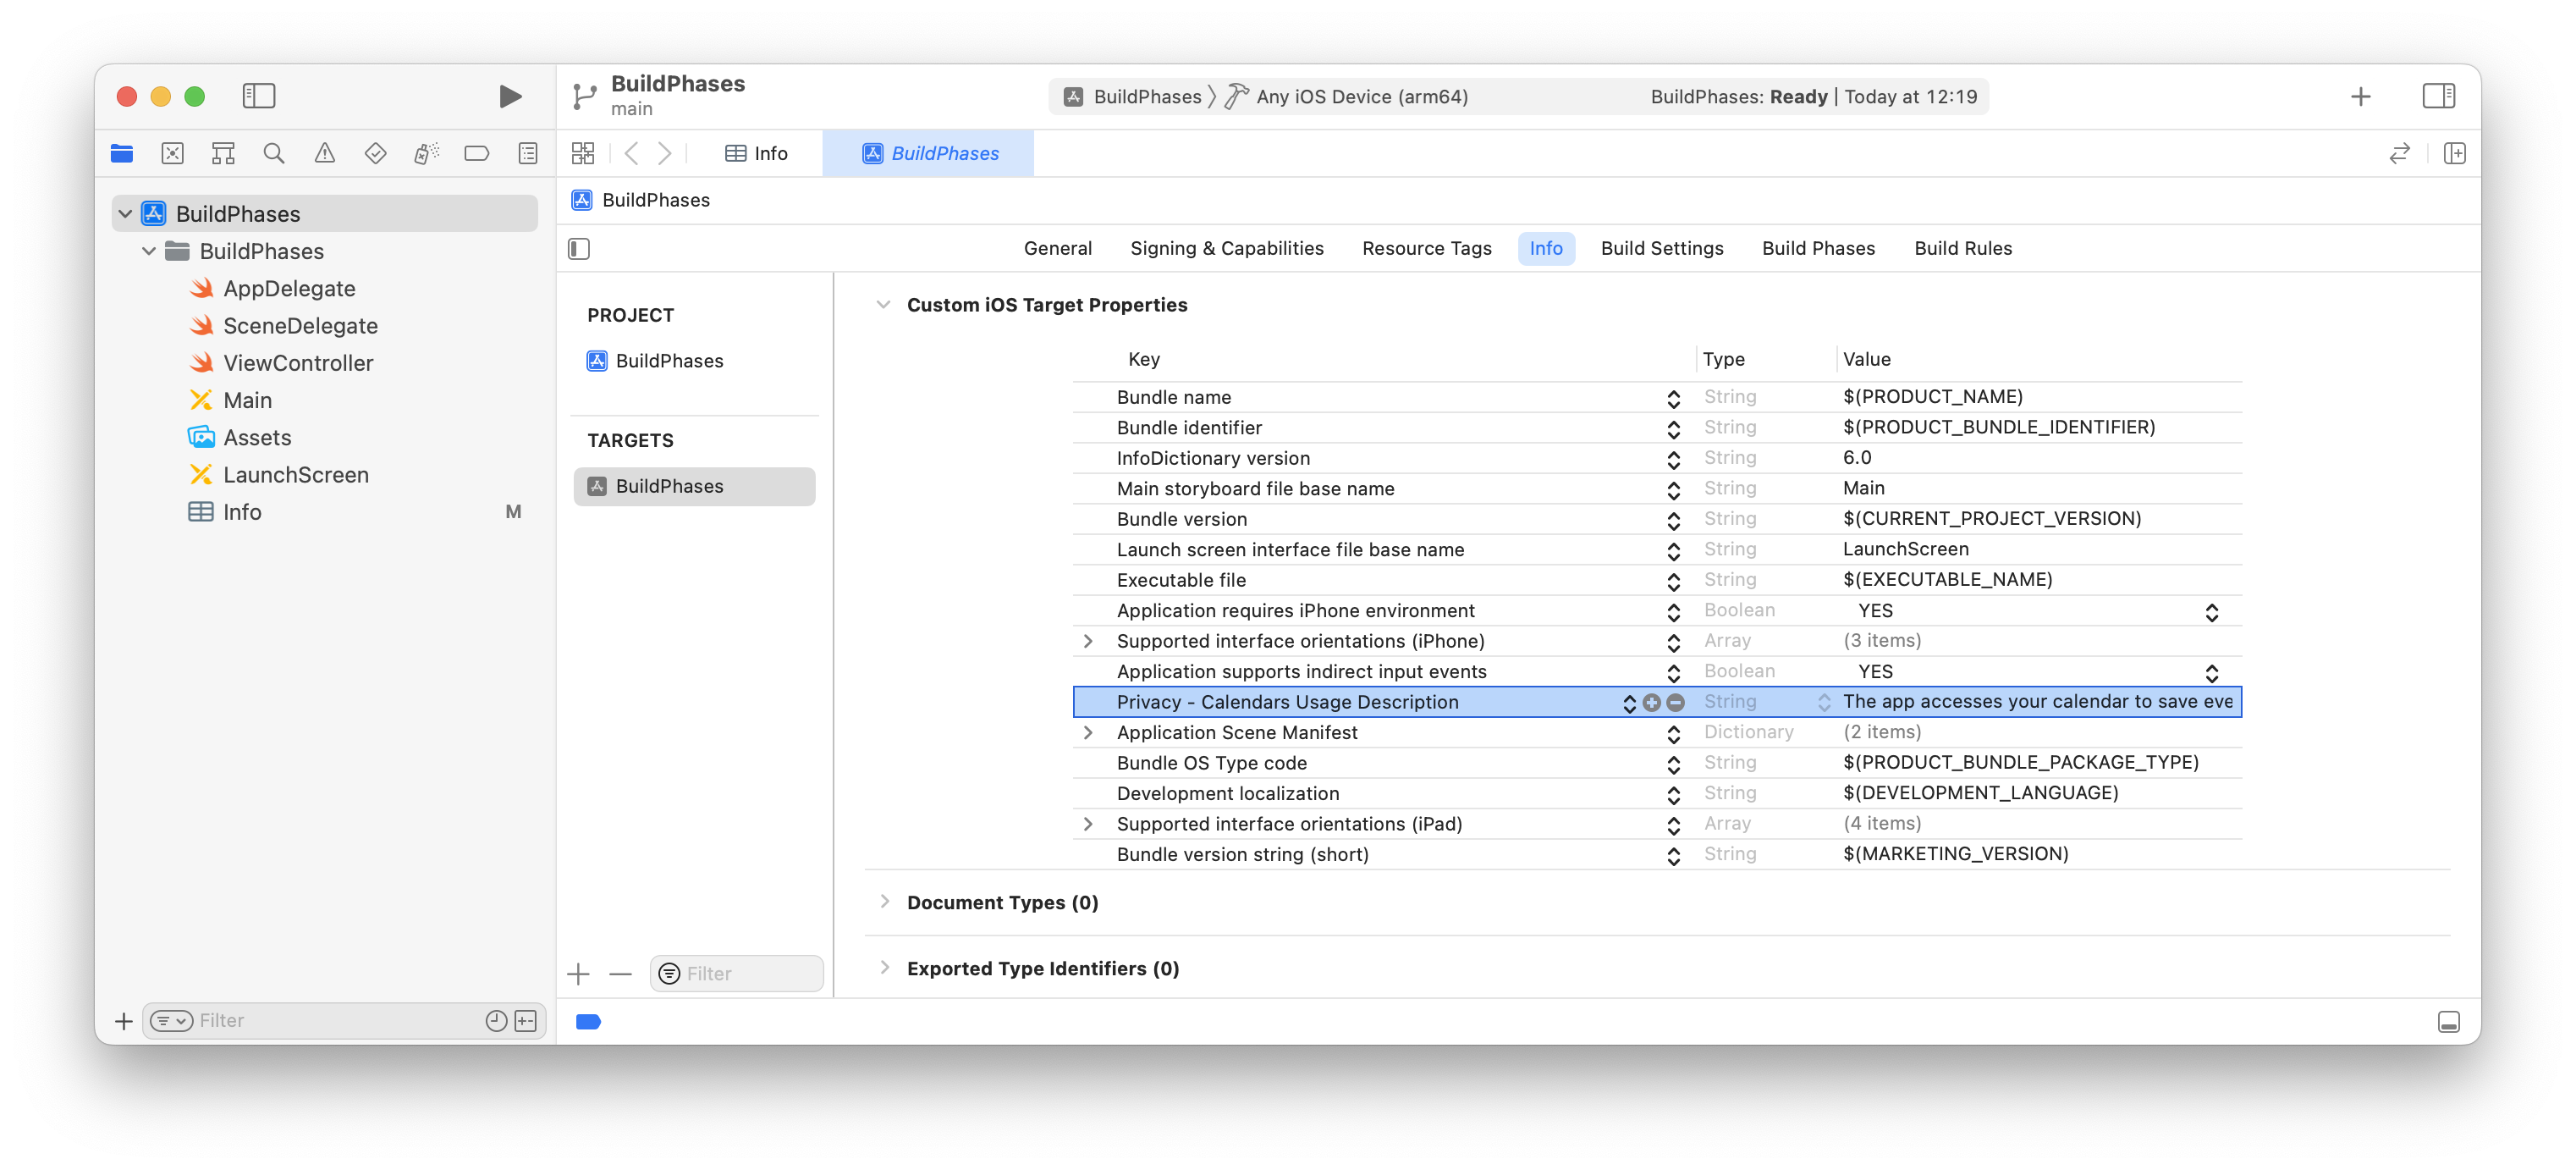 BuildPhases
main
BuildPhases
Any iOS Device (arm64)
BuildPhases: Ready | Today at 12:19
Info
BuildPhases
BuildPhases
BuildPhases
BuildPhases
AppDelegate
SceneDelegate
ViewController
Main
Assets
LaunchScreen
Info M
Filter
General Signing & Capabilities Resource Tags Info Build Settings Build Phases Build Rules
PROJECT
BuildPhases
TARGETS
BuildPhases
Filter
Custom iOS Target Properties
Key Type Value
Bundle name String $(PRODUCT_NAME)
Bundle identifier String $(PRODUCT_BUNDLE_IDENTIFIER)
InfoDictionary version String 6.0
Main storyboard file base name String Main
Bundle version String $(CURRENT_PROJECT_VERSION)
Launch screen interface file base name String LaunchScreen
Executable file String $(EXECUTABLE_NAME)
Application requires iPhone environment Boolean YES
Supported interface orientations (iPhone) Array (3 items)
Application supports indirect input events Boolean YES
Privacy - Calendars Usage Description String The app accesses your calendar to save eve
Application Scene Manifest Dictionary (2 items)
Bundle OS Type code String $(PRODUCT_BUNDLE_PACKAGE_TYPE)
Development localization String $(DEVELOPMENT_LANGUAGE)
Supported interface orientations (iPad) Array (4 items)
Bundle version string (short) String $(MARKETING_VERSION)
Document Types (0)
Exported Type Identifiers (0)